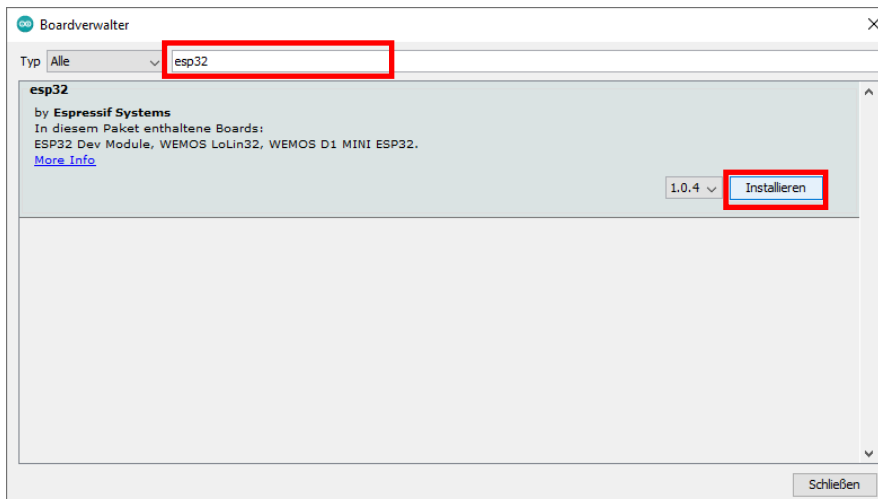 Boardverwalter
Typ Alle esp32
esp32
by Espressif Systems
In diesem Paket enthaltene Boards:
ESP32 Dev Module, WEMOS LoLin32, WEMOS D1 MINI ESP32.
More Info
1.0.4 Installieren
Schließen